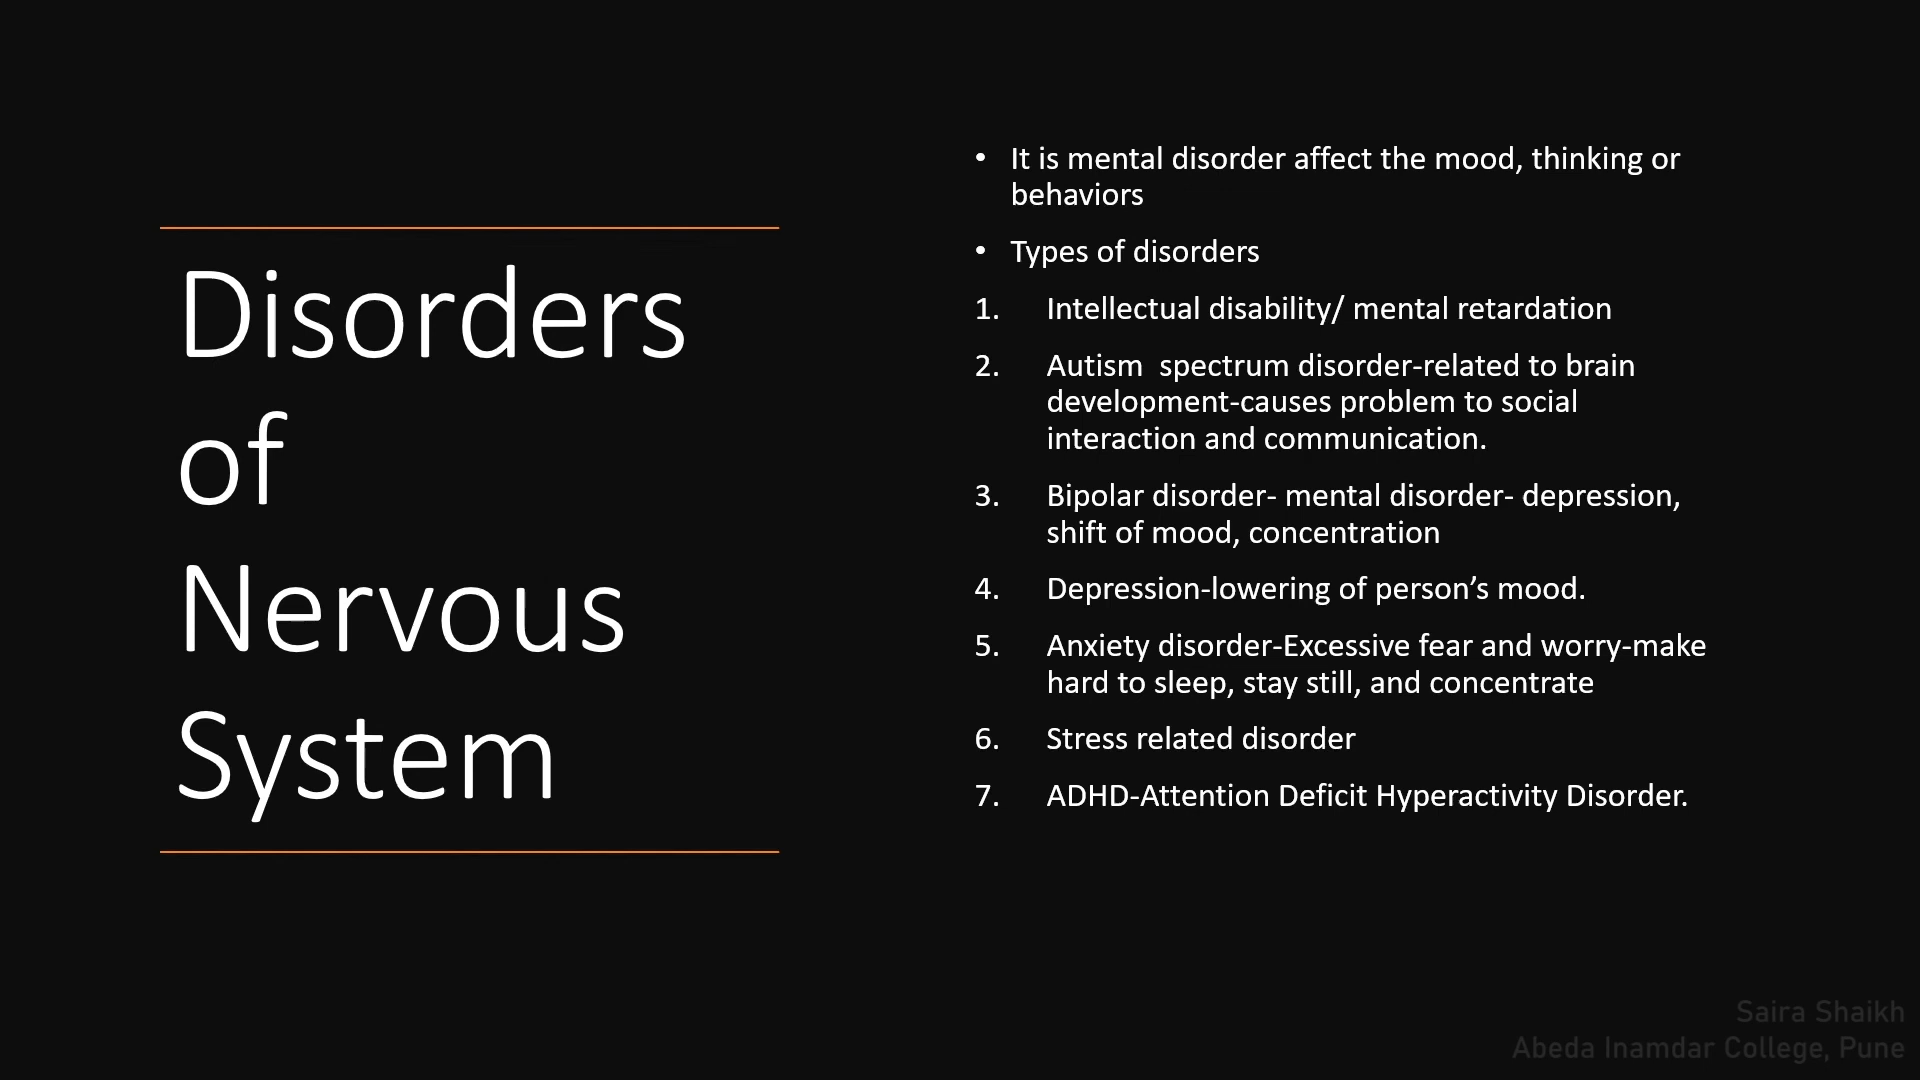 Disorders
of
Nervous
System
• It is mental disorder affect the mood, thinking or
behaviors
• Types of disorders
1. Intellectual disability/ mental retardation
2. Autism  spectrum disorder-related to brain
development-causes problem to social
interaction and communication.
3. Bipolar disorder- mental disorder- depression,
shift of mood, concentration
4. Depression-lowering of person’s mood.
5. Anxiety disorder-Excessive fear and worry-make
hard to sleep, stay still, and concentrate
6. Stress related disorder
7. ADHD-Attention Deficit Hyperactivity Disorder.
Saira Shaikh
Abeda Inamdar College, Pune